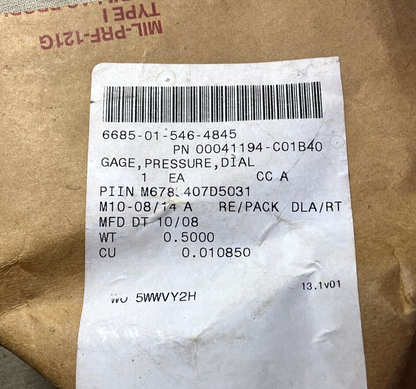 MIL-PRF-121G
TYPE I
6685-01-546-4845
PN 00041194-C01B40
GAGE,PRESSURE,DIAL
1 EA CC A
PIIN M678 407D5031
M10-08/14 A RE/PACK DLA/RT
MFD DT 10/08
WT 0.5000
CU 0.010850
WO 5WWVY2H
13.1v01